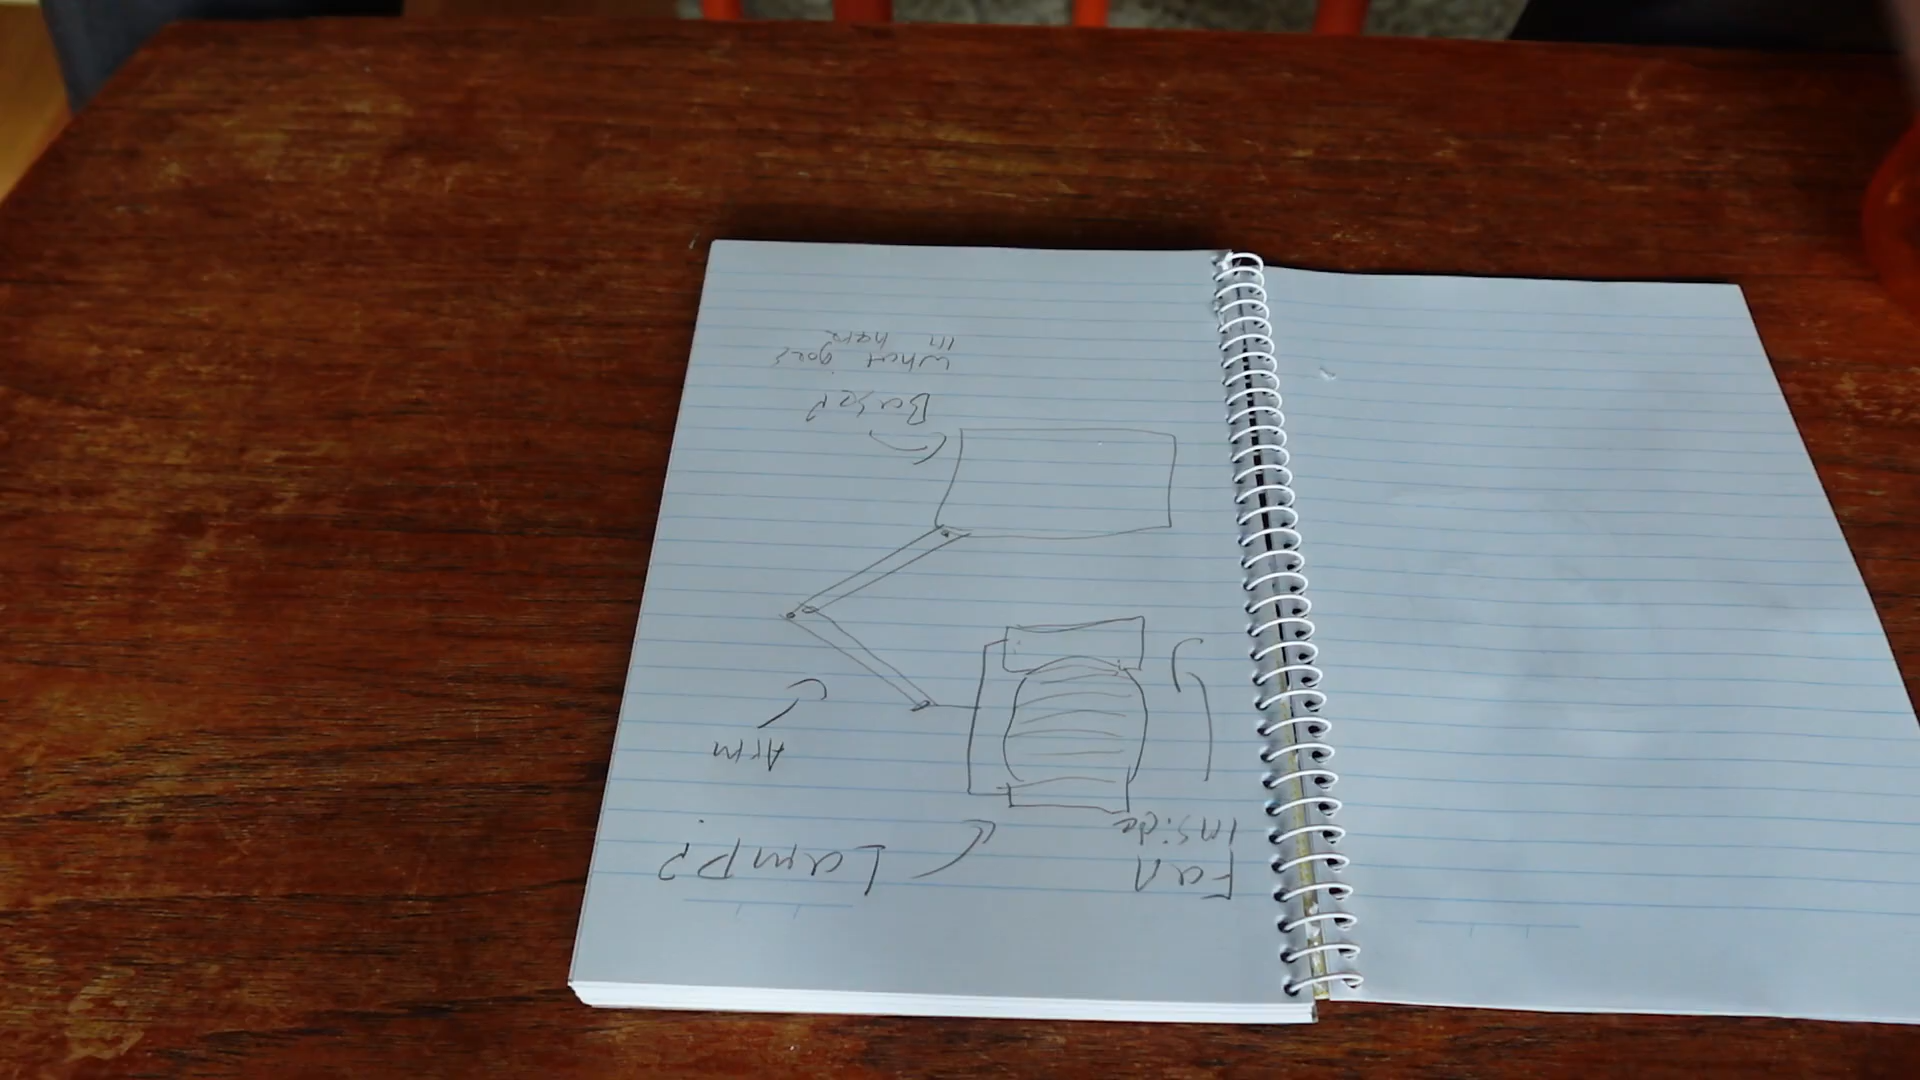 Fan
inside
Lamp?
Arm
Base?
What goes
in here